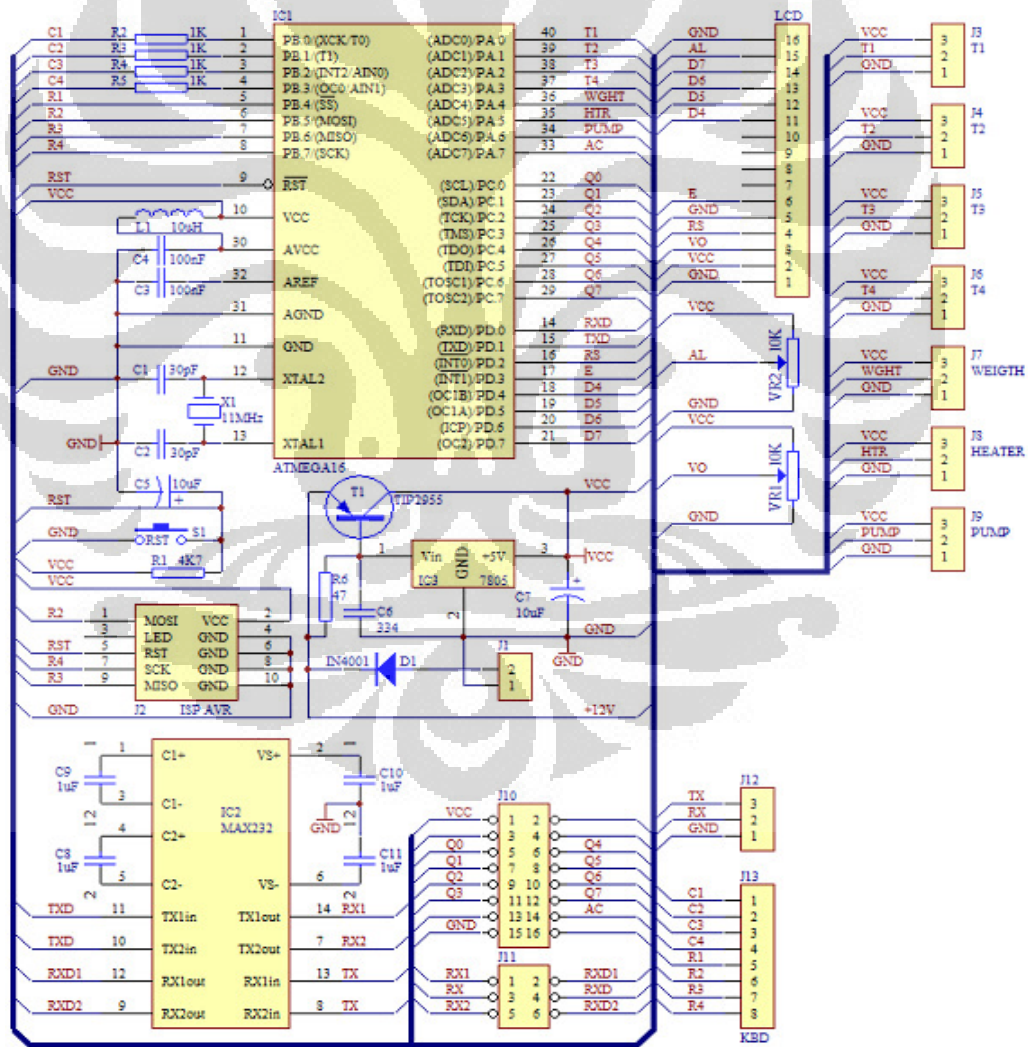 IC1
ATMEGA16
C1 R2 1K 1 PB.0/(XCK/T0)
C2 R3 1K 2 PB.1/(T1)
C3 R4 1K 3 PB.2/(INT2/AIN0)
C4 R5 1K 4 PB.3/(OC0/AIN1)
R1 5 PB.4/(SS)
R2 6 PB.5/(MOSI)
R3 7 PB.6/(MISO)
R4 8 PB.7/(SCK)
RST 9 RST
VCC 10 VCC
L1 10uH
30 AVCC
C4 100nF
32 AREF
C3 100nF
31 AGND
11 GND
GND C1 30pF 12 XTAL2
X1
11MHz
GND C2 30pF 13 XTAL1
(ADC0)/PA.0 40 T1
(ADC1)/PA.1 39 T2
(ADC2)/PA.2 38 T3
(ADC3)/PA.3 37 T4
(ADC4)/PA.4 36 WGHT
(ADC5)/PA.5 35 HTR
(ADC6)/PA.6 34 PUMP
(ADC7)/PA.7 33 AC
(SCL)/PC.0 22 Q0
(SDA)/PC.1 23 Q1
(TCK)/PC.2 24 Q2
(TMS)/PC.3 25 Q3
(TDO)/PC.4 26 Q4
(TDI)/PC.5 27 Q5
(TOSC1)/PC.6 28 Q6
(TOSC2)/PC.7 29 Q7
(RXD)/PD.0 14 RXD
(TXD)/PD.1 15 TXD
(INT0)/PD.2 16 RS
(INT1)/PD.3 17 E
(OC1B)/PD.4 18 D4
(OC1A)/PD.5 19 D5
(ICP)/PD.6 20 D6
(OC2)/PD.7 21 D7
LCD
GND 16
AL 15
D7 14
D6 13
D5 12
D4 11
10
9
8
7
E 6
GND 5
RS 4
VO 3
VCC 2
GND 1
VCC
AL VR2 10K
GND
VCC
VO VR1 10K
GND
J3
T1
VCC 3
T1 2
GND 1
J4
T2
VCC 3
T2 2
GND 1
J5
T3
VCC 3
T3 2
GND 1
J6
T4
VCC 3
T4 2
GND 1
J7
WEIGTH
VCC 3
WGHT 2
GND 1
J8
HEATER
VCC 3
HTR 2
GND 1
J9
PUMP
VCC 3
PUMP 2
GND 1
C5 10uF
+
RST
GND RST S1
VCC R1 4K7
VCC
R2 1 MOSI VCC 2
3 LED GND 4
RST 5 RST GND 6
R4 7 SCK GND 8
R3 9 MISO GND 10
GND J2 ISP AVR
T1
TIP2955
VCC
1 Vin GND +5V 3 VCC
IC3 7805
2
R6
47
C6
334
C7
10uF
+
GND
GND
IN4001 D1
J1
2
1
+12V
IC2
MAX232
C9
1uF
1
2
1 C1+
3 C1-
C8
1uF
1
2
4 C2+
5 C2-
VS+ 2
C10
1uF
1
2
GND
C11
1uF
1
2
VS- 6
TXD 11 TX1in TX1out 14 RX1
TXD 10 TX2in TX2out 7 RX2
RXD1 12 RX1out RX1in 13 TX
RXD2 9 RX2out RX2in 8 TX
J10
VCC 1 2
3 4
Q0 5 6 Q4
Q1 7 8 Q5
Q2 9 10 Q6
Q3 11 12 Q7
13 14 AC
GND 15 16
J11
RX1 1 2 RXD1
RX 3 4 RXD
RX2 5 6 RXD2
J12
TX 3
RX 2
GND 1
J13
C1 1
C2 2
C3 3
C4 4
R1 5
R2 6
R3 7
R4 8
KBD